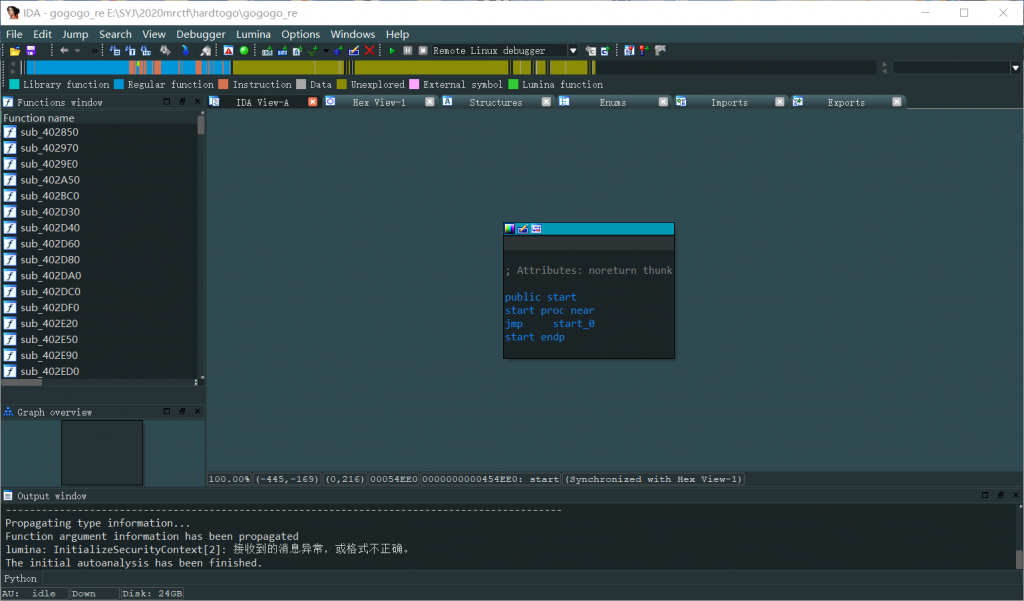 IDA - gogogo_re E:\SYJ\2020mrctf\hardtogo\gogogo_re
File Edit Jump Search View Debugger Lumina Options Windows Help
Remote Linux debugger
Library function Regular function Instruction Data Unexplored External symbol Lumina function
Functions window
IDA View-A
Hex View-1
Structures
Enums
Imports
Exports
Function name
sub_402850
sub_402970
sub_4029E0
sub_402A50
sub_402BC0
sub_402D30
sub_402D40
sub_402D60
sub_402D80
sub_402DA0
sub_402DC0
sub_402DF0
sub_402E20
sub_402E50
sub_402E90
sub_402ED0
; Attributes: noreturn thunk
public start
start proc near
jmp start_0
start endp
Graph overview
100.00% (-445,-169) (0,216) 00054EE0 0000000000454EE0: start (Synchronized with Hex View-1)
Output window
---------------------------------------------------------------------------------------------
Propagating type information...
Function argument information has been propagated
lumina: InitializeSecurityContext[2]: 接收到的消息异常，或格式不正确。
The initial autoanalysis has been finished.
Python
AU: idle Down Disk: 24GB